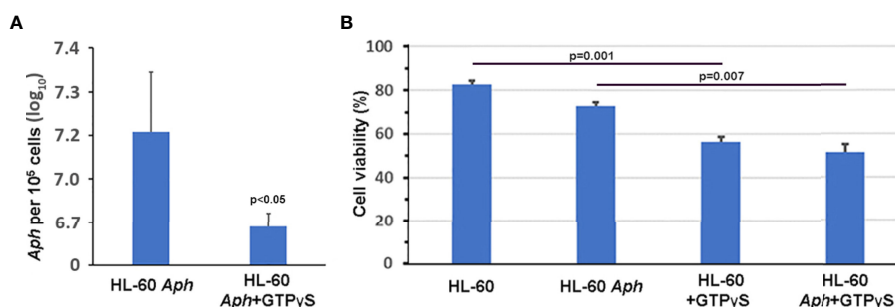 A
Aph per 10⁶ cells (log₁₀)
7.4
7.3
7.2
7.0
6.7
0
p<0.05
HL-60 Aph
HL-60
Aph+GTPγS
B
Cell viability (%)
100
80
60
40
20
0
p=0.001
p=0.007
HL-60
HL-60 Aph
HL-60
+GTPγS
HL-60
Aph+GTPγS